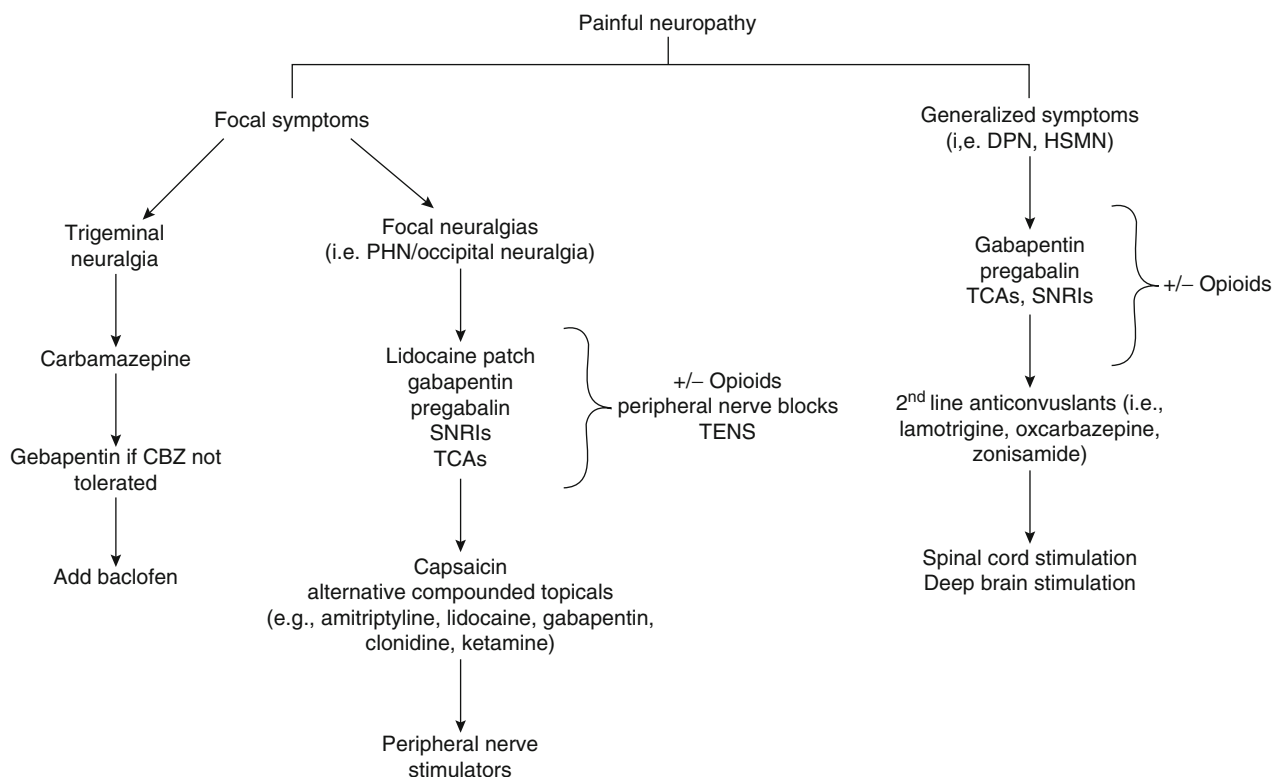 Painful neuropathy
Focal symptoms
Generalized symptoms
(i,e. DPN, HSMN)
Trigeminal
neuralgia
Focal neuralgias
(i.e. PHN/occipital neuralgia)
Gabapentin
pregabalin
TCAs, SNRIs
+/– Opioids
Carbamazepine
Lidocaine patch
gabapentin
pregabalin
SNRIs
TCAs
+/– Opioids
peripheral nerve blocks
TENS
2nd line anticonvuslants (i.e.,
lamotrigine, oxcarbazepine,
zonisamide)
Gebapentin if CBZ not
tolerated
Add baclofen
Capsaicin
alternative compounded topicals
(e.g., amitriptyline, lidocaine, gabapentin,
clonidine, ketamine)
Spinal cord stimulation
Deep brain stimulation
Peripheral nerve
stimulators